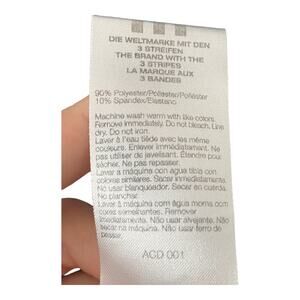 DIE WELTMARKE MIT DEN
3 STREIFEN
THE BRAND WITH THE
3 STRIPES
LA MARQUE AUX
3 BANDES
90% Polyester/Polyester/Poliéster
10% Spandex/Elastano
Machine wash warm with like colors.
Remove immediately. Do not bleach. Line
dry. Do not iron.
Laver à l'eau tiède avec les même
couleurs. Enlever immédiatement. Ne
pas utiliser de javelisant. Étendre pour
sécher. Ne pas repasser.
Lavar a máquina con agua tibia con
colores similares. Secar inmediatamente.
No usar blanqueador. Secar en cuerda.
No planchar.
Lavar à máquina com água morna com
cores semelhantes. Remover
imediatamente. Não usar alvejante. Não
secar na máquina. Não passar ferro.
ACD 001